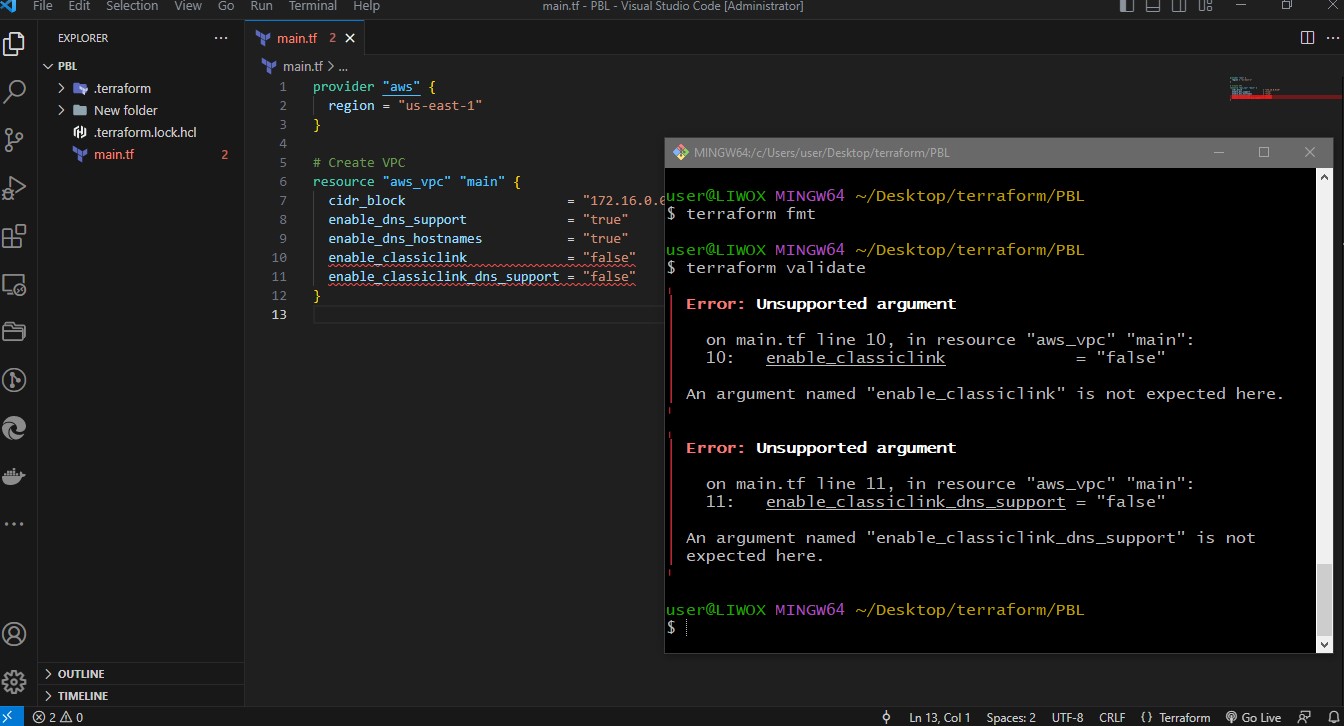 File Edit Selection View Go Run Terminal Help
main.tf - PBL - Visual Studio Code [Administrator]
EXPLORER
PBL
.terraform
New folder
.terraform.lock.hcl
main.tf 2
OUTLINE
TIMELINE
main.tf 2
main.tf > ...
1 provider "aws" {
2 region = "us-east-1"
3 }
4
5 # Create VPC
6 resource "aws_vpc" "main" {
7 cidr_block = "172.16.0.
8 enable_dns_support = "true"
9 enable_dns_hostnames = "true"
10 enable_classiclink = "false"
11 enable_classiclink_dns_support = "false"
12 }
13
MINGW64:/c/Users/user/Desktop/terraform/PBL
user@LIWOX MINGW64 ~/Desktop/terraform/PBL
$ terraform fmt
user@LIWOX MINGW64 ~/Desktop/terraform/PBL
$ terraform validate
Error: Unsupported argument
on main.tf line 10, in resource "aws_vpc" "main":
10: enable_classiclink = "false"
An argument named "enable_classiclink" is not expected here.
Error: Unsupported argument
on main.tf line 11, in resource "aws_vpc" "main":
11: enable_classiclink_dns_support = "false"
An argument named "enable_classiclink_dns_support" is not
expected here.
user@LIWOX MINGW64 ~/Desktop/terraform/PBL
$
2 0
Ln 13, Col 1 Spaces: 2 UTF-8 CRLF {} Terraform Go Live